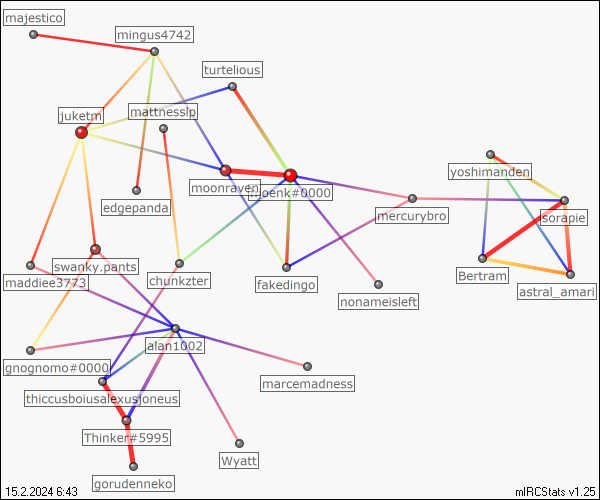 majestico
mingus4742
turtelious
juketm
mattnesslp
yoshimanden
moonraven
moenk#0000
edgepanda
mercurybro
sorapie
swanky.pants
maddiee3773
chunkzter
fakedingo
nonameisleft
Bertram
astral_amari
alan1002
gnognomo#0000
marcemadness
thiccusboiusalexusjoneus
Thinker#5995
Wyatt
gorudenneko
15.2.2024 6:43
mIRCStats v1.25